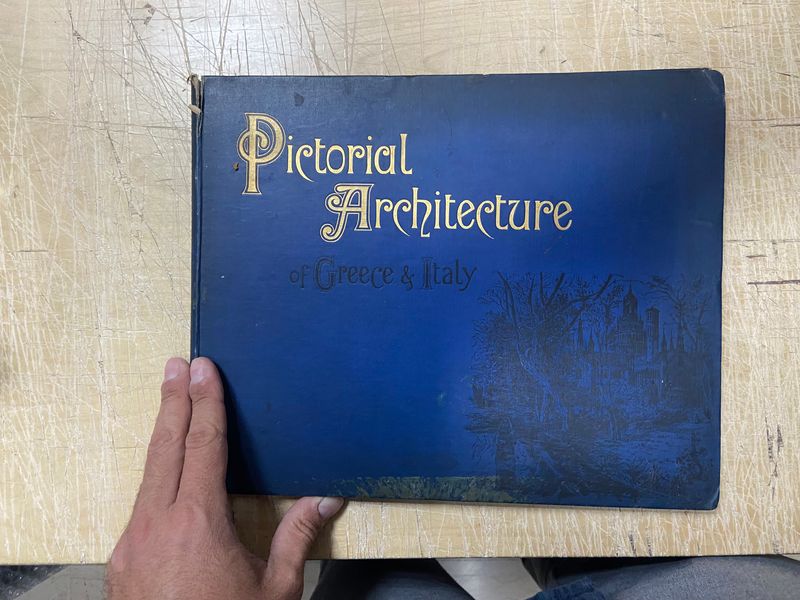 Pictorial
Architecture
of Greece & Italy